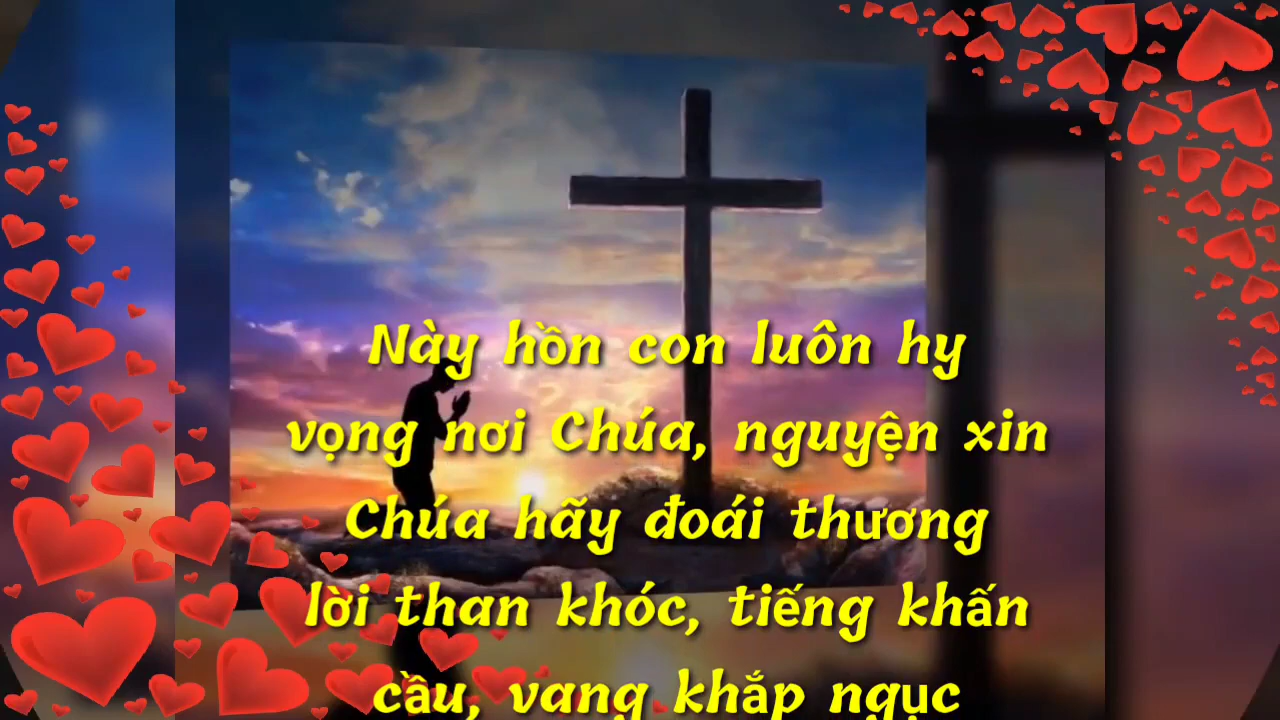 Này hồn con luôn hy
vọng nơi Chúa, nguyện xin
Chúa hãy đoái thương
lời than khóc, tiếng khấn
cầu, vang khắp ngục